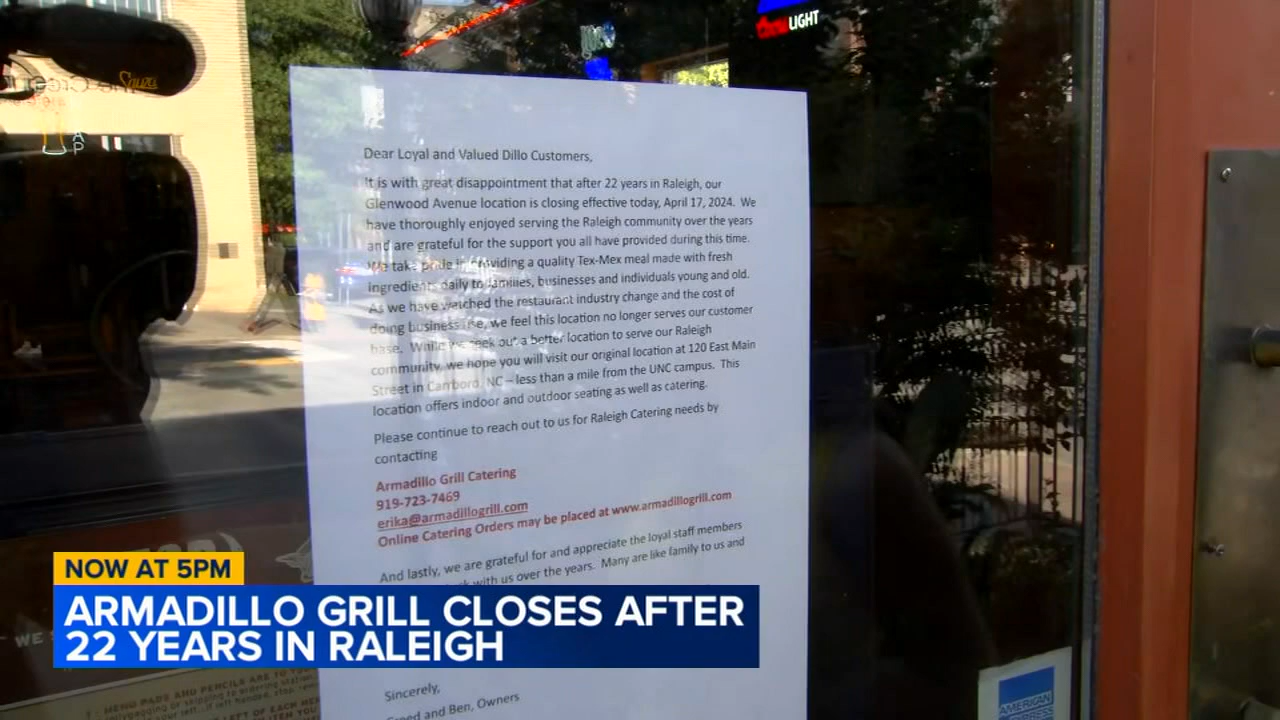 LIGHT
Dear Loyal and Valued Dillo Customers,
It is with great disappointment that after 22 years in Raleigh, our
Glenwood Avenue location is closing effective today, April 17, 2024. We
have thoroughly enjoyed serving the Raleigh community over the years
and are grateful for the support you all have provided during this time.
We take pride in providing a quality Tex-Mex meal made with fresh
ingredients daily to families, businesses and individuals young and old.
As we have watched the restaurant industry change and the cost of
doing business rise, we feel this location no longer serves our customer
base. While we seek out a better location to serve our Raleigh
community, we hope you will visit our original location at 120 East Main
Street in Carrboro, NC – less than a mile from the UNC campus. This
location offers indoor and outdoor seating as well as catering.
Please continue to reach out to us for Raleigh Catering needs by
contacting
Armadillo Grill Catering
919-723-7469
erika@armadillogrill.com
Online Catering Orders may be placed at www.armadillogrill.com
And lastly, we are grateful for and appreciate the loyal staff members
with us over the years. Many are like family to us and
Sincerely,
and Ben, Owners
NOW AT 5PM
ARMADILLO GRILL CLOSES AFTER
22 YEARS IN RALEIGH
WE
MENU PADS AND PENCILS ARE TO
AMERICAN
EXPRESS